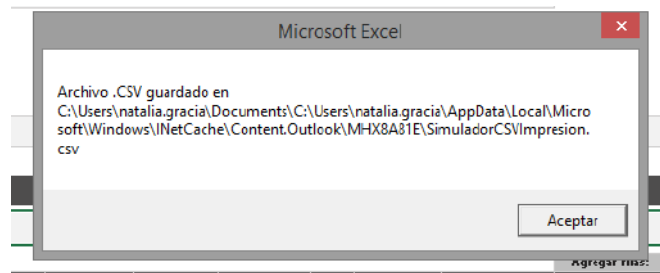 Microsoft Excel
Archivo .CSV guardado en
C:\Users\natalia.gracia\Documents\C:\Users\natalia.gracia\AppData\Local\Micro
soft\Windows\INetCache\Content.Outlook\MHX8A81E\SimuladorCSVImpresion.
csv
Aceptar
Agregar filas: